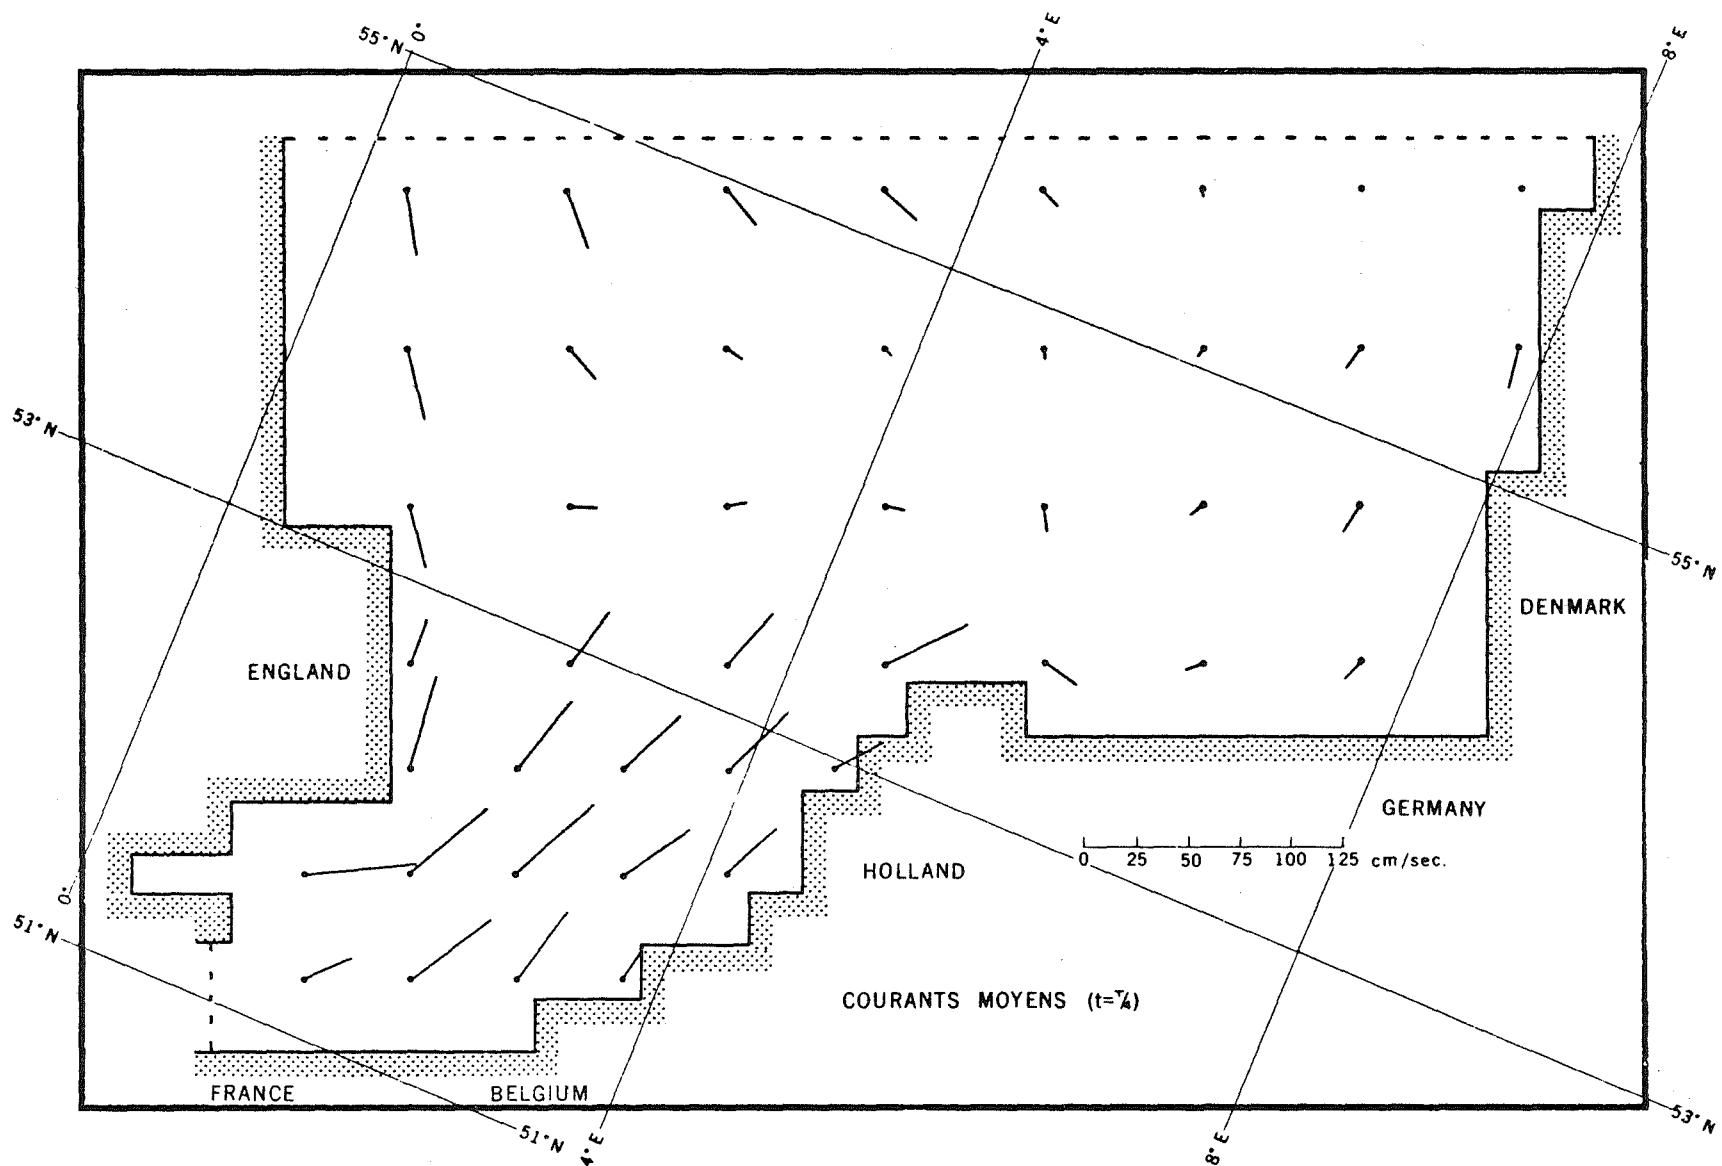 55°N 0° 4°E 8°E
53°N
55°N
DENMARK
ENGLAND
GERMANY
0 25 50 75 100 125 cm/sec.
HOLLAND
0°
51°N
COURANTS MOYENS (t=T/4)
FRANCE BELGIUM
51°N 4°E 8°E 53°N